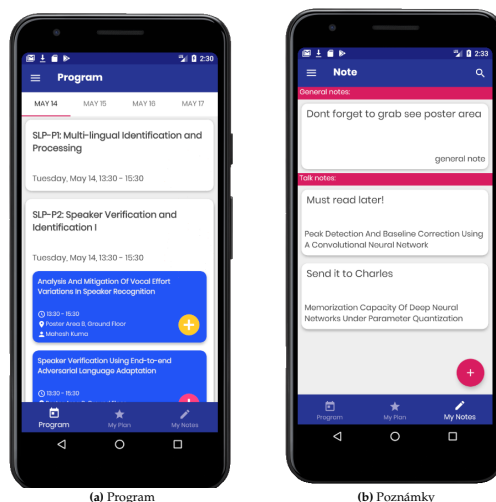 2:30
Program
MAY 14 MAY 15 MAY 16 MAY 17
SLP-P1: Multi-lingual Identification and
Processing
Tuesday, May 14, 13:30 - 15:30
SLP-P2: Speaker Verification and
Identification I
Tuesday, May 14, 13:30 - 15:30
Analysis And Mitigation Of Vocal Effort
Variations In Speaker Recognition
13:30 - 15:30
Poster Area B, Ground Floor
Mahesh Kuma
Speaker Verification Using End-to-end
Adversarial Language Adaptation
13:30 - 15:30
Program My Plan My Notes
(a) Program
2:33
Note
General notes:
Dont forget to grab see poster area
general note
Talk notes:
Must read later!
Peak Detection And Baseline Correction Using
A Convolutional Neural Network
Send it to Charles
Memorization Capacity Of Deep Neural
Networks Under Parameter Quantization
Program My Plan My Notes
(b) Poznámky